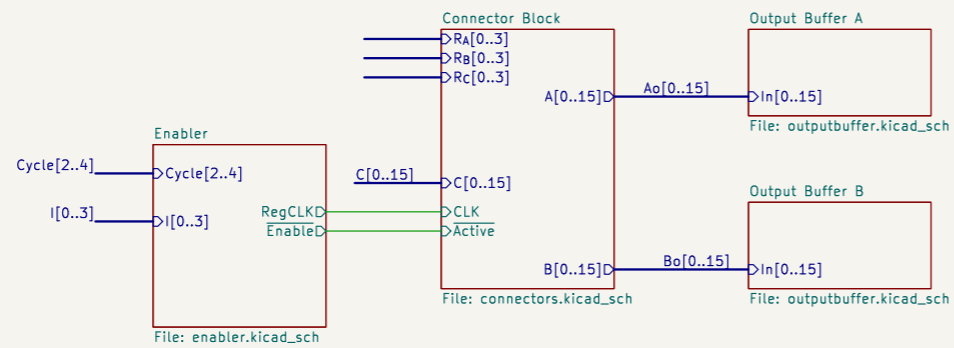 Connector Block
Output Buffer A
RA[0..3]
RB[0..3]
RC[0..3]
A[0..15]
Ao[0..15]
In[0..15]
File: outputbuffer.kicad_sch
Enabler
Cycle[2..4]
Cycle[2..4]
C[0..15]
C[0..15]
Output Buffer B
I[0..3]
I[0..3]
RegCLK
CLK
Enable
Active
B[0..15]
Bo[0..15]
In[0..15]
File: connectors.kicad_sch
File: outputbuffer.kicad_sch
File: enabler.kicad_sch